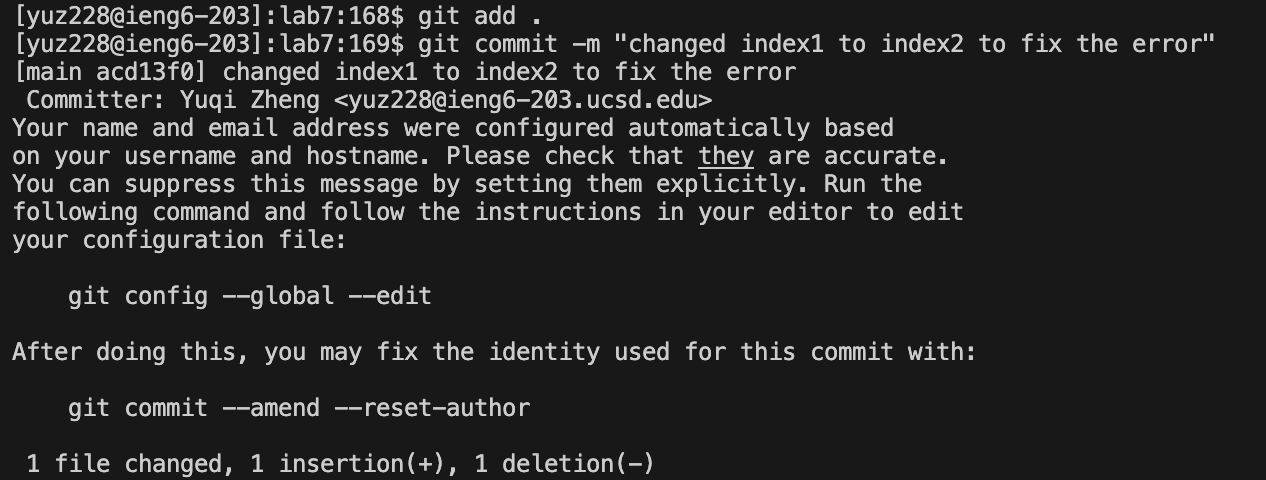 [yuz228@ieng6-203]:lab7:168$ git add .
[yuz228@ieng6-203]:lab7:169$ git commit -m "changed index1 to index2 to fix the error"
[main acd13f0] changed index1 to index2 to fix the error
 Committer: Yuqi Zheng <yuz228@ieng6-203.ucsd.edu>
Your name and email address were configured automatically based
on your username and hostname. Please check that they are accurate.
You can suppress this message by setting them explicitly. Run the
following command and follow the instructions in your editor to edit
your configuration file:

    git config --global --edit

After doing this, you may fix the identity used for this commit with:

    git commit --amend --reset-author

 1 file changed, 1 insertion(+), 1 deletion(-)